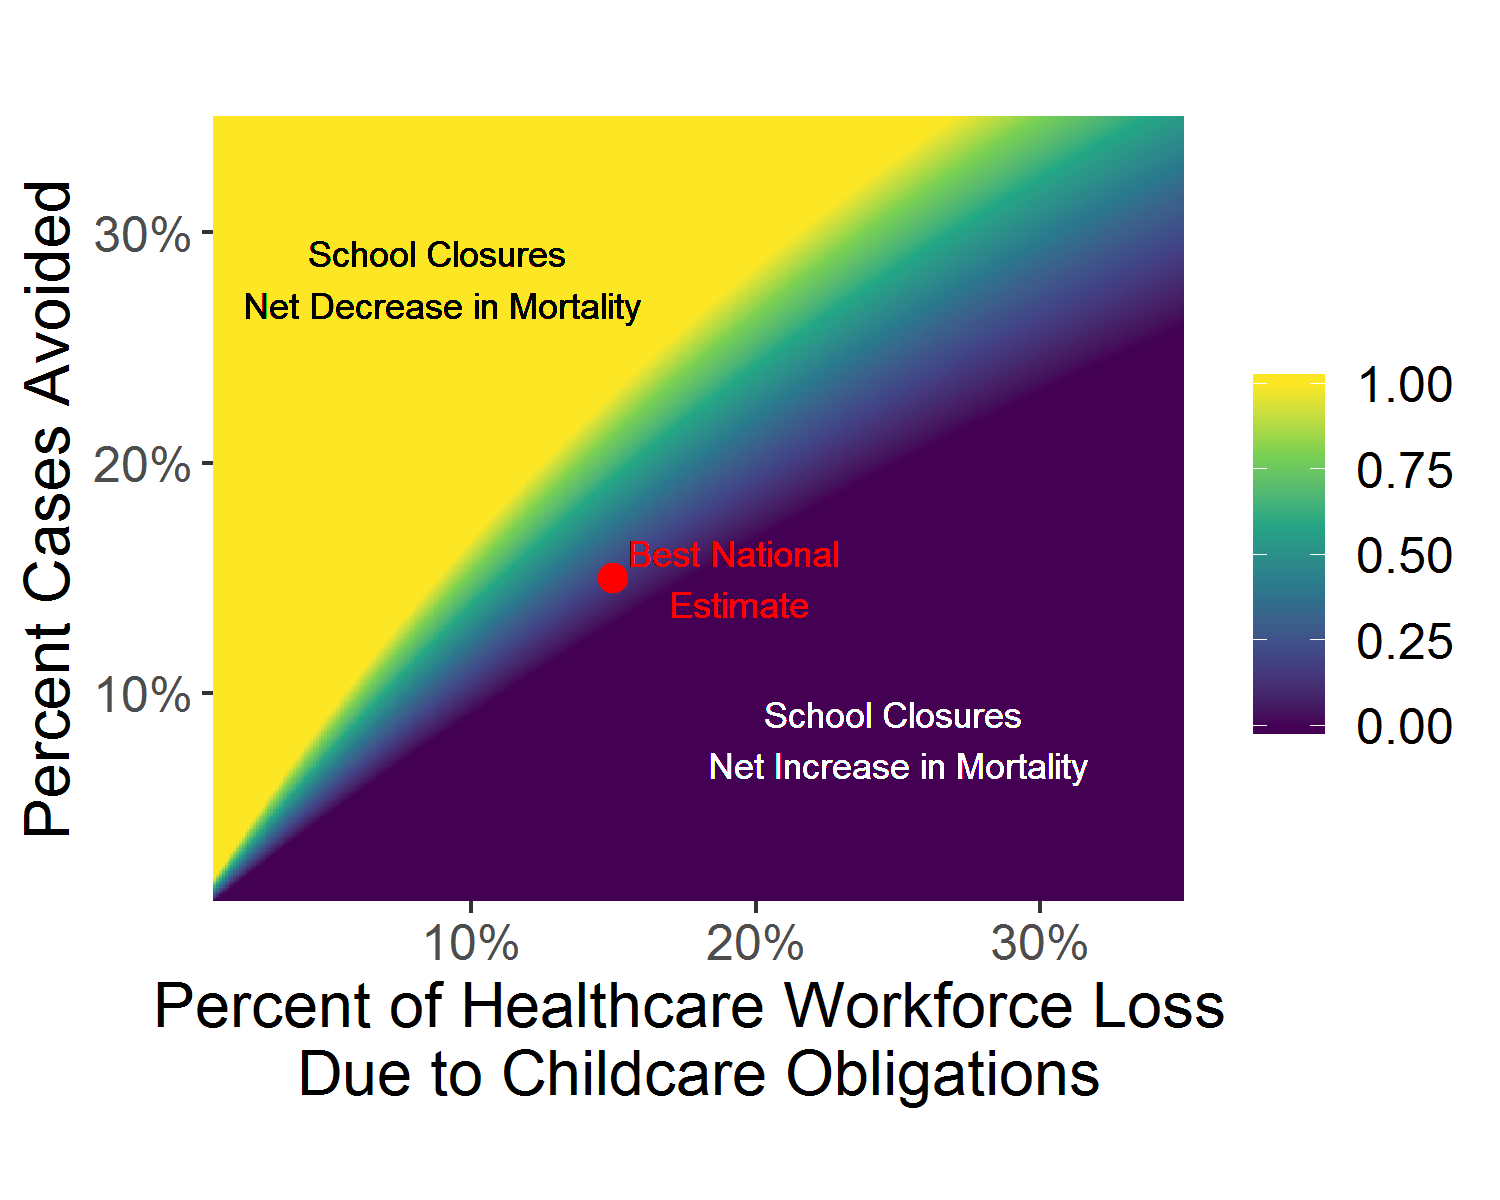 Percent Cases Avoided
30%
20%
10%
School Closures
Net Decrease in Mortality
Best National
Estimate
School Closures
Net Increase in Mortality
1.00
0.75
0.50
0.25
0.00
10%
20%
30%
Percent of Healthcare Workforce Loss
Due to Childcare Obligations